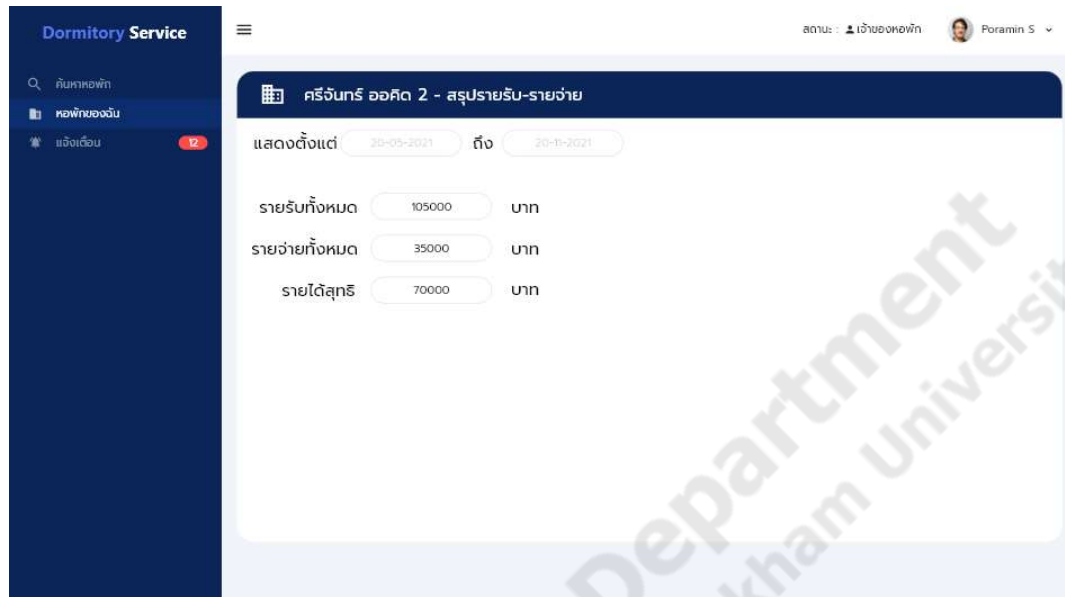 Dormitory Service
สถานะ : เจ้าของหอพัก Poramin S
ค้นหาหอพัก
หอพักของฉัน
แจ้งเตือน 12
ศรีจันทร์ ออคิด 2 - สรุปรายรับ-รายจ่าย
แสดงตั้งแต่ 20-05-2021 ถึง 20-11-2021
รายรับทั้งหมด 105000 บาท
รายจ่ายทั้งหมด 35000 บาท
รายได้สุทธิ 70000 บาท
Department